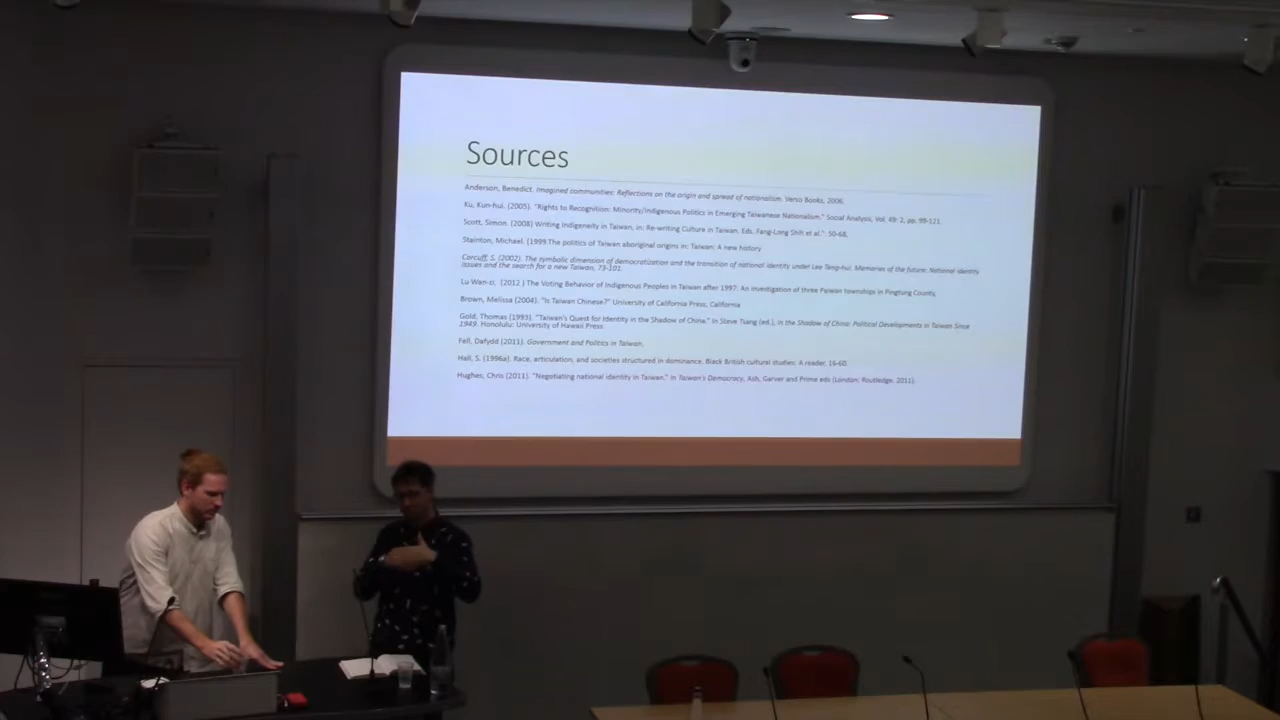 Sources
Anderson, Benedict. Imagined communities: Reflections on the origin and spread of nationalism. Verso Books, 2006.
Ku, Kun-hui. (2005). "Rights to Recognition: Minority/Indigenous Politics in Emerging Taiwanese Nationalism." Social Analysis, Vol. 49: 2, pp. 99-121.
Scott, Simon. (2008) Writing Indigeneity in Taiwan, in: Re-writing Culture in Taiwan. Eds. Fang-Long Shih et al.": 50-68,
Stainton, Michael. (1999 The politics of Taiwan aboriginal origins in: Taiwan: A new history
Corcuff, S. (2002). The symbolic dimension of democratization and the transition of national identity under Lee Teng-hui. Memories of the future: National identity
issues and the search for a new Taiwan, 73-101.
Lu Wan-o, (2012 ) The Voting Behavior of Indigenous Peoples in Taiwan after 1997: An investigation of three Paiwan townships in Pingtung County,
Brown, Melissa (2004). "Is Taiwan Chinese?" University of California Press, California
Gold, Thomas (1993). "Taiwan's Quest for Identity in the Shadow of China." In Steve Tsang (ed.), In the Shadow of China: Political Developments in Taiwan Since
1949. Honolulu: University of Hawaii Press
Fell, Dafydd (2011). Government and Politics in Taiwan.
Hall, S. (1996a). Race, articulation, and societies structured in dominance. Black British cultural studies: A reader, 16-60.
Hughes, Chris (2011). "Negotiating national identity in Taiwan." In Taiwan's Democracy, Ash, Garver and Prime eds (London: Routledge, 2011).